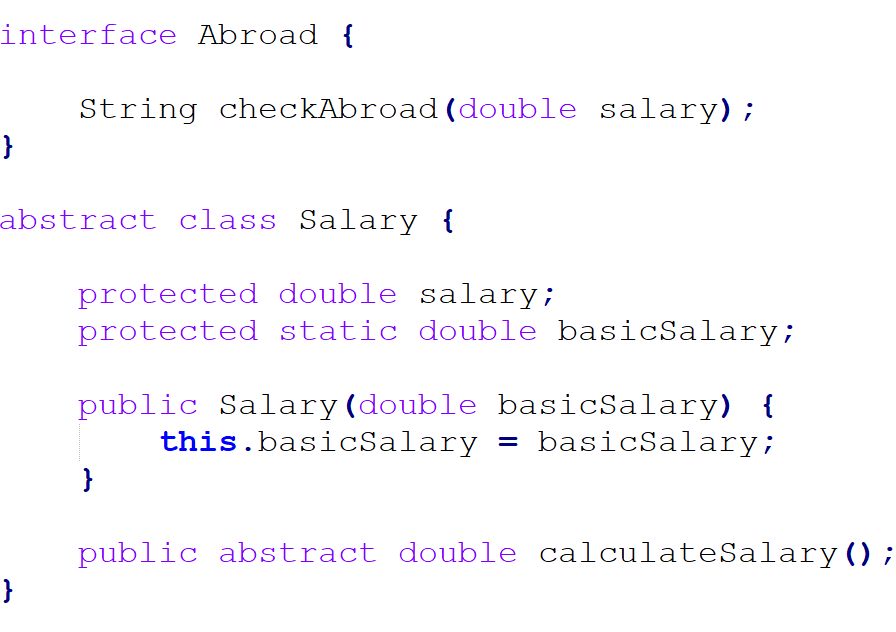 interface Abroad {
    String checkAbroad(double salary);
}
abstract class Salary {
    protected double salary;
    protected static double basicSalary;
    public Salary(double basicSalary) {
        this.basicSalary = basicSalary;
    }
    public abstract double calculateSalary();
}